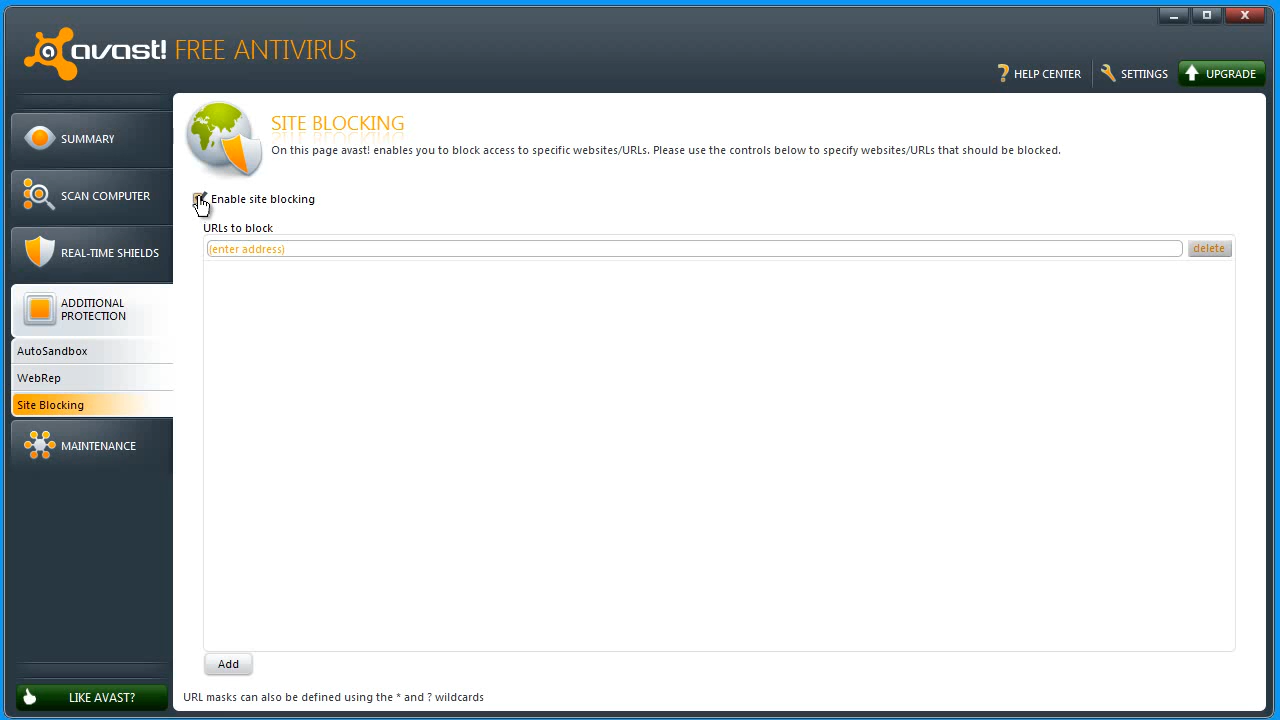 avast! FREE ANTIVIRUS
HELP CENTER
SETTINGS
UPGRADE
SUMMARY
SCAN COMPUTER
REAL-TIME SHIELDS
ADDITIONAL
PROTECTION
AutoSandbox
WebRep
Site Blocking
MAINTENANCE
LIKE AVAST?
SITE BLOCKING
On this page avast! enables you to block access to specific websites/URLs. Please use the controls below to specify websites/URLs that should be blocked.
Enable site blocking
URLs to block
(enter address)
delete
Add
URL masks can also be defined using the * and ? wildcards